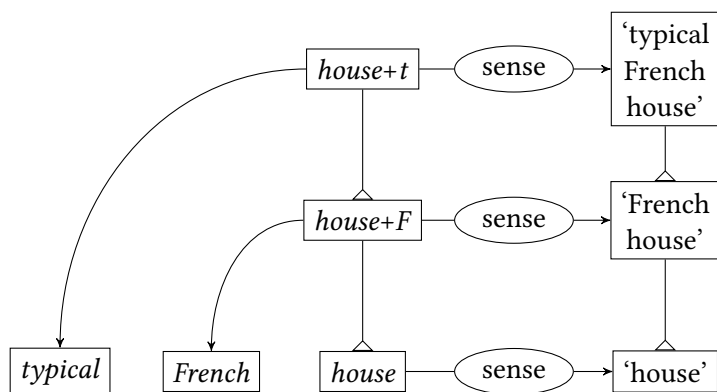 ‘typical
house+t sense French
house’
house+F sense ‘French
house’
typical French house sense ‘house’